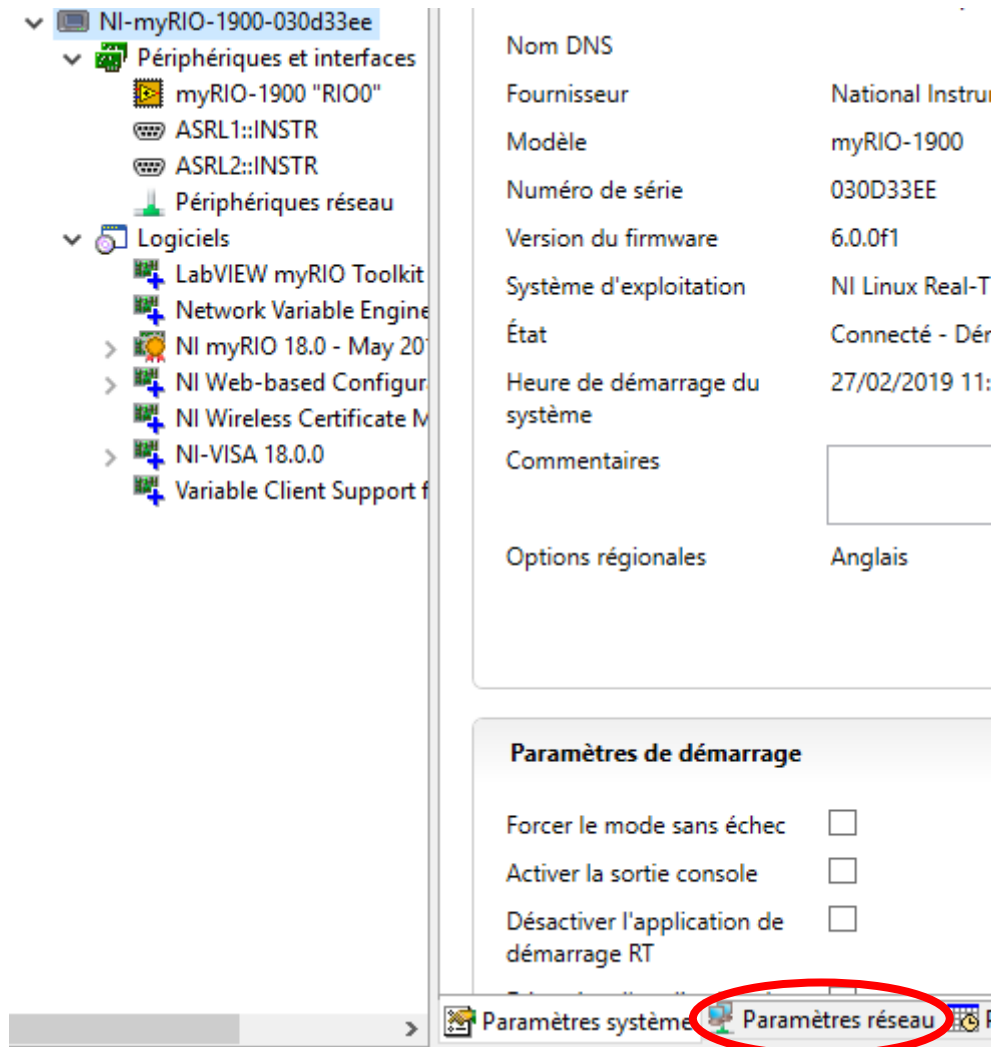 NI-myRIO-1900-030d33ee
Périphériques et interfaces
myRIO-1900 "RIO0"
ASRL1::INSTR
ASRL2::INSTR
Périphériques réseau
Logiciels
LabVIEW myRIO Toolkit
Network Variable Engine
NI myRIO 18.0 - May 20
NI Web-based Configur
NI Wireless Certificate M
NI-VISA 18.0.0
Variable Client Support f
Nom DNS
Fournisseur National Instru
Modèle myRIO-1900
Numéro de série 030D33EE
Version du firmware 6.0.0f1
Système d'exploitation NI Linux Real-T
État Connecté - Dér
Heure de démarrage du 27/02/2019 11:
système
Commentaires
Options régionales Anglais
Paramètres de démarrage
Forcer le mode sans échec
Activer la sortie console
Désactiver l'application de
démarrage RT
Paramètres système Paramètres réseau P